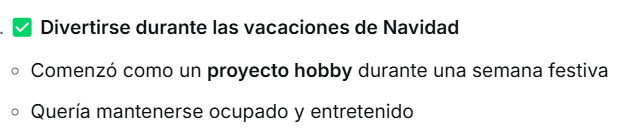 . ✅ Divertirse durante las vacaciones de Navidad
○ Comenzó como un proyecto hobby durante una semana festiva
○ Quería mantenerse ocupado y entretenido